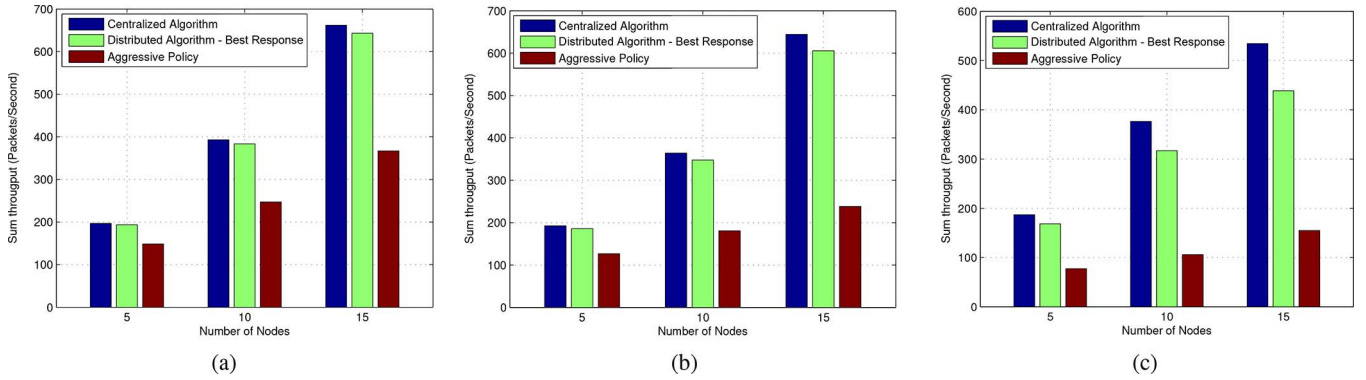 700
600
500
400
300
200
100
0
Sum througput (Packets/Second)
Centralized Algorithm
Distributed Algorithm - Best Response
Aggressive Policy
5
10
15
Number of Nodes
(a)
700
600
500
400
300
200
100
0
Sum througput (Packets/Second)
Centralized Algorithm
Distributed Algorithm - Best Response
Aggressive Policy
5
10
15
Number of Nodes
(b)
600
500
400
300
200
100
0
Sum througput (Packets/Second)
Centralized Algorithm
Distributed Algorithm - Best Response
Aggressive Policy
5
10
15
Number of Nodes
(c)